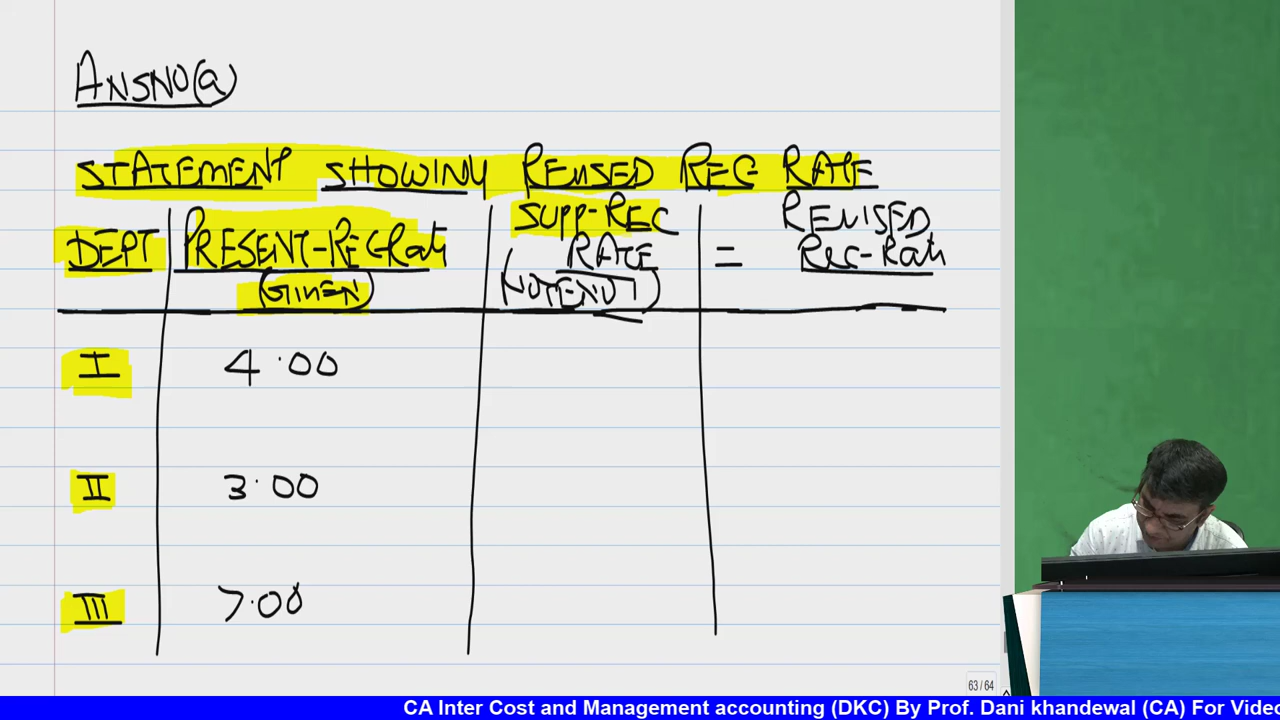 ANSNO(a)
STATEMENT SHOWING REVISED REC RATE
DEPT PRESENT-REC-Rate (GIVEN) SUPP-REC RATE (NOTENO1) = REVISED Rec-Rate
I 4.00
II 3.00
III 7.00
63/64
CA Inter Cost and Management accounting (DKC) By Prof. Dani khandewal (CA) For Vide